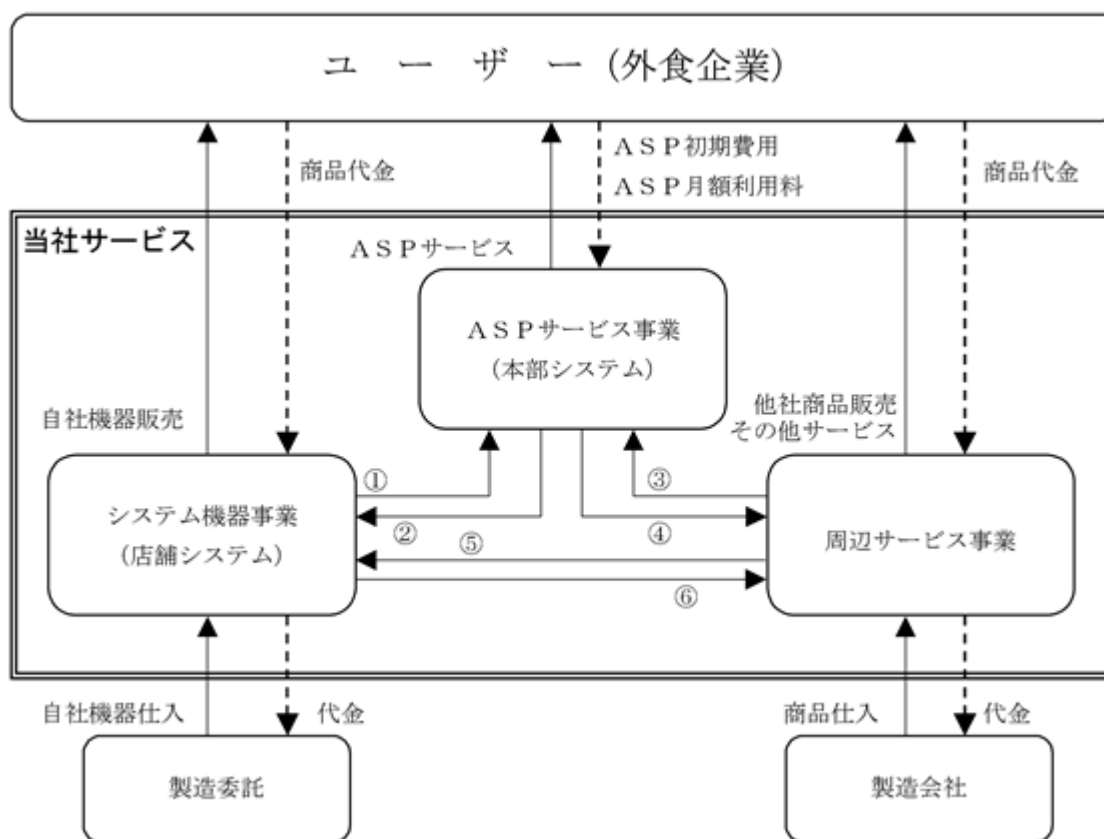 ユーザー(外食企業)
商品代金
ASP初期費用
ASP月額利用料
商品代金
当社サービス
ASPサービス
ASPサービス事業
(本部システム)
自社機器販売
他社商品販売
その他サービス
①
③
システム機器事業
(店舗システム)
②
⑤
④
周辺サービス事業
⑥
自社機器仕入
代金
商品仕入
代金
製造委託
製造会社